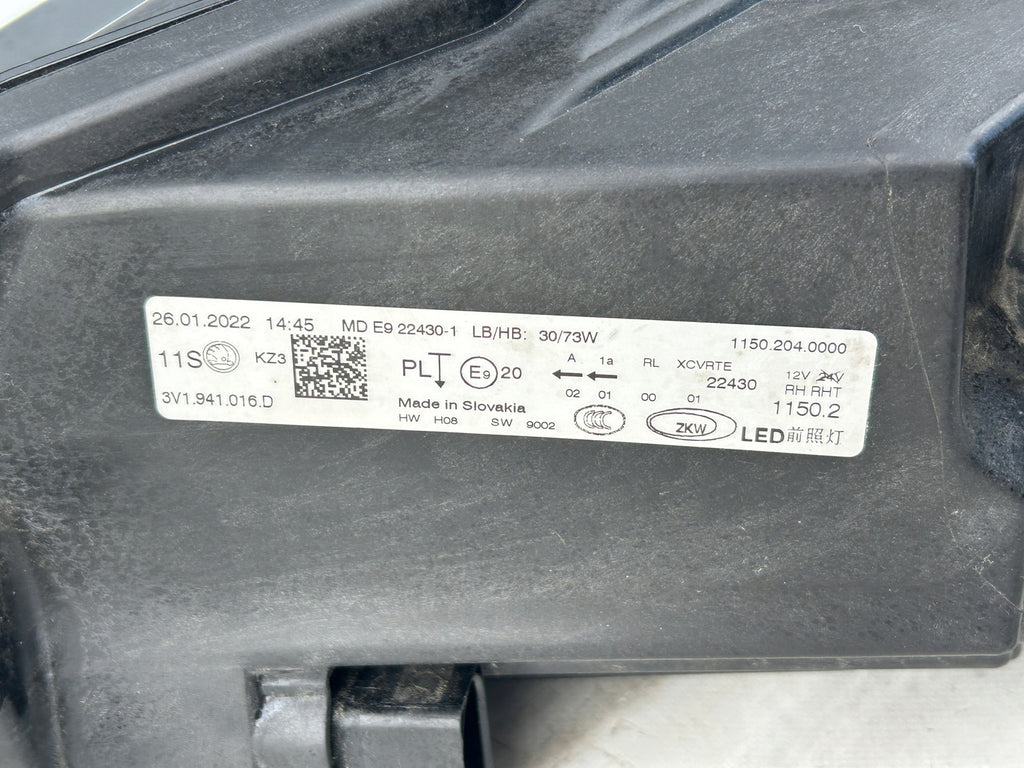 26.01.2022 14:45 MD E9 22430-1 LB/HB: 30/73W 1150.204.0000
11S KZ3 PL E9 20 A 1a RL XCVRTE 12V 24V
22430 RH RHT
02 01 00 01
3V1.941.016.D Made in Slovakia 1150.2
HW H08 SW 9002 CCC ZKW LED前照灯